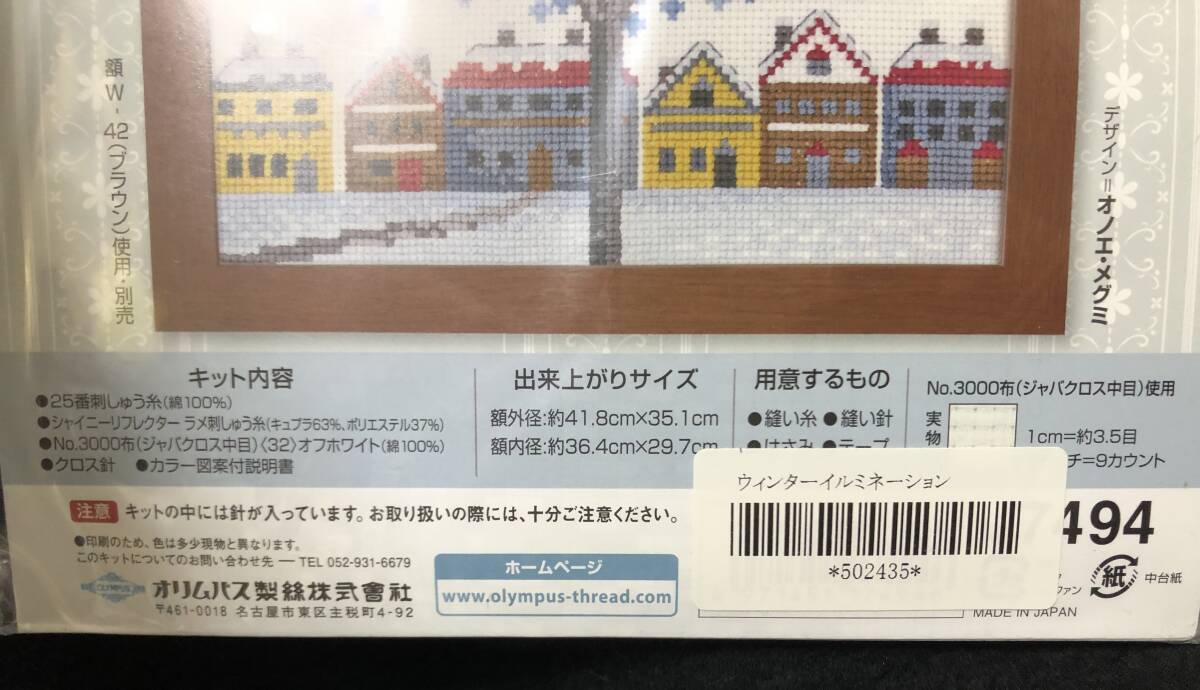 額W-42(ブラウン)使用・別売
デザイン=オノエ・メグミ
キット内容
●25番刺しゅう糸(綿100%)
●シャイニーリフレクター ラメ刺しゅう糸(キュプラ63%、ポリエステル37%)
●No.3000布(ジャバクロス中目)〈32〉オフホワイト(綿100%)
●クロス針 ●カラー図案付説明書
出来上がりサイズ
額外径:約41.8cm×35.1cm
額内径:約36.4cm×29.7cm
用意するもの
●縫い糸 ●縫い針
●はさみ ●テープ
No.3000布(ジャバクロス中目)使用
実物
1cm=約3.5目
チ=9カウント
注意 キットの中には針が入っています。お取り扱いの際には、十分ご注意ください。
●印刷のため、色は多少現物と異なります。
このキットについてのお問い合わせ先 ― TEL 052-931-6679
OLYMPUS オリムパス製絲株式會社
〒461-0018 名古屋市東区主税町4-92
ホームページ
www.olympus-thread.com
ウィンターイルミネーション
*502435*
494
紙 中台紙
ファン
MADE IN JAPAN